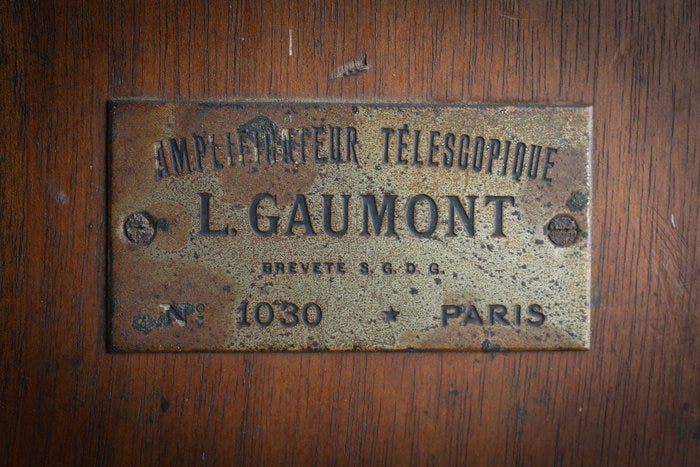 AMPLIFICATEUR TÉLESCOPIQUE
L. GAUMONT
BREVETÉ S. G. D. G.
No: 1030 ★ PARIS